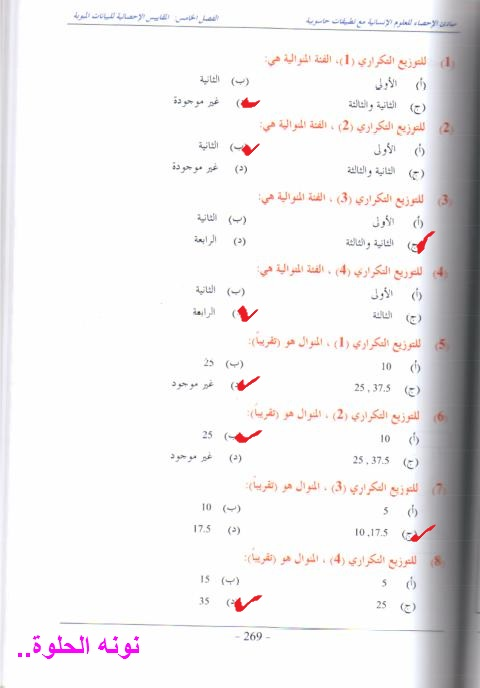 مبادئ الإحصاء للعلوم الإنسانية مع تطبيقات حاسوبية الفصل الخامس: المقاييس الإحصائية للبيانات المبوبة
(1) للتوزيع التكراري (1)، الفئة المنوالية هي:
(أ) الأولى (ب) الثانية
(ج) الثانية والثالثة غير موجودة
(2) للتوزيع التكراري (2) ، الفئة المنوالية هي:
(أ) الأولى (ب) الثانية
(ج) الثانية والثالثة (د) غير موجودة
(3) للتوزيع التكراري (3) ، الفئة المنوالية هي:
(أ) الأولى (ب) الثانية
(ج) الثانية والثالثة (د) الرابعة
(4) للتوزيع التكراري (4) ، الفئة المنوالية هي:
(أ) الأولى (ب) الثانية
(ج) الثالثة الرابعة
(5) للتوزيع التكراري (1) ، المنوال هو (تقريباً):
(أ) 10 (ب) 25
(ج) 25 , 37.5 (د) غير موجود
(6) للتوزيع التكراري (2) ، المنوال هو (تقريباً):
(أ) 10 (ب) 25
(ج) 25 , 37.5 (د) غير موجود
(7) للتوزيع التكراري (3) ، المنوال هو (تقريباً):
(أ) 5 (ب) 10
(ج) 10 ,17.5 (د) 17.5
(8) للتوزيع التكراري (4) ، المنوال هو (تقريباً):
(أ) 5 (ب) 15
(ج) 25 (د) 35
- 269 -
نونه الحلوة..